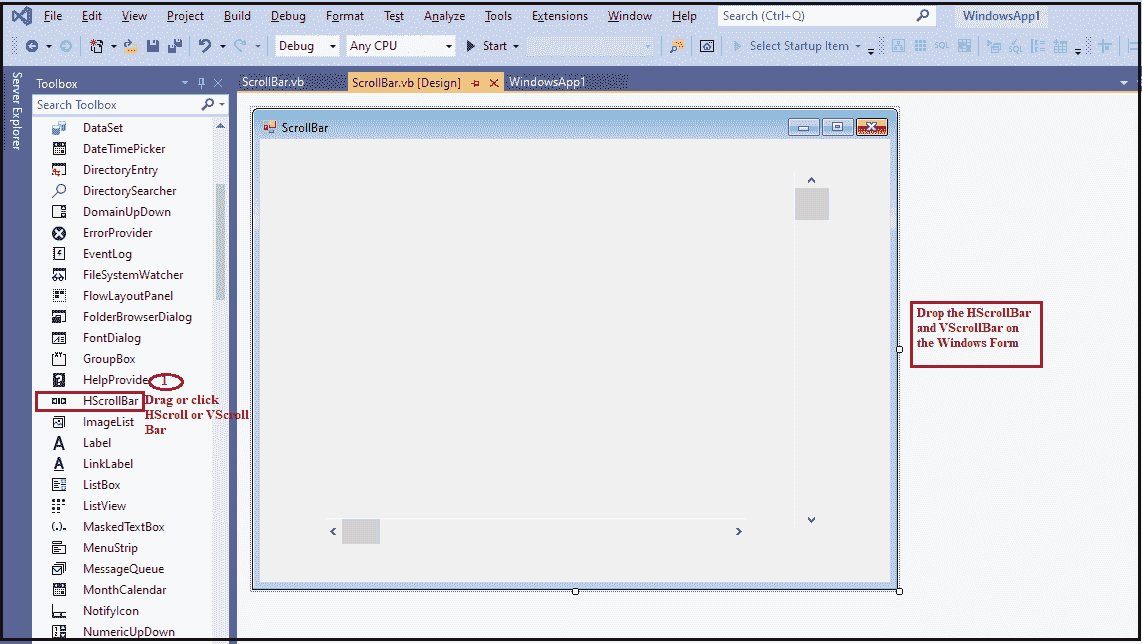 File Edit View Project Build Debug Format Test Analyze Tools Extensions Window Help Search (Ctrl+Q) WindowsApp1
Debug Any CPU Start Select Startup Item SQL SQL
Server Explorer
Toolbox
Search Toolbox
DataSet
DateTimePicker
DirectoryEntry
DirectorySearcher
DomainUpDown
ErrorProvider
EventLog
FileSystemWatcher
FlowLayoutPanel
FolderBrowserDialog
FontDialog
GroupBox
HelpProvide
1
HScrollBar
Drag or click
HScroll or VScroll
Bar
ImageList
Label
LinkLabel
ListBox
ListView
MaskedTextBox
MenuStrip
MessageQueue
MonthCalendar
NotifyIcon
NumericUpDown
ScrollBar.vb ScrollBar.vb [Design] WindowsApp1
ScrollBar
Drop the HScrollBar
and VScrollBar on
the Windows Form